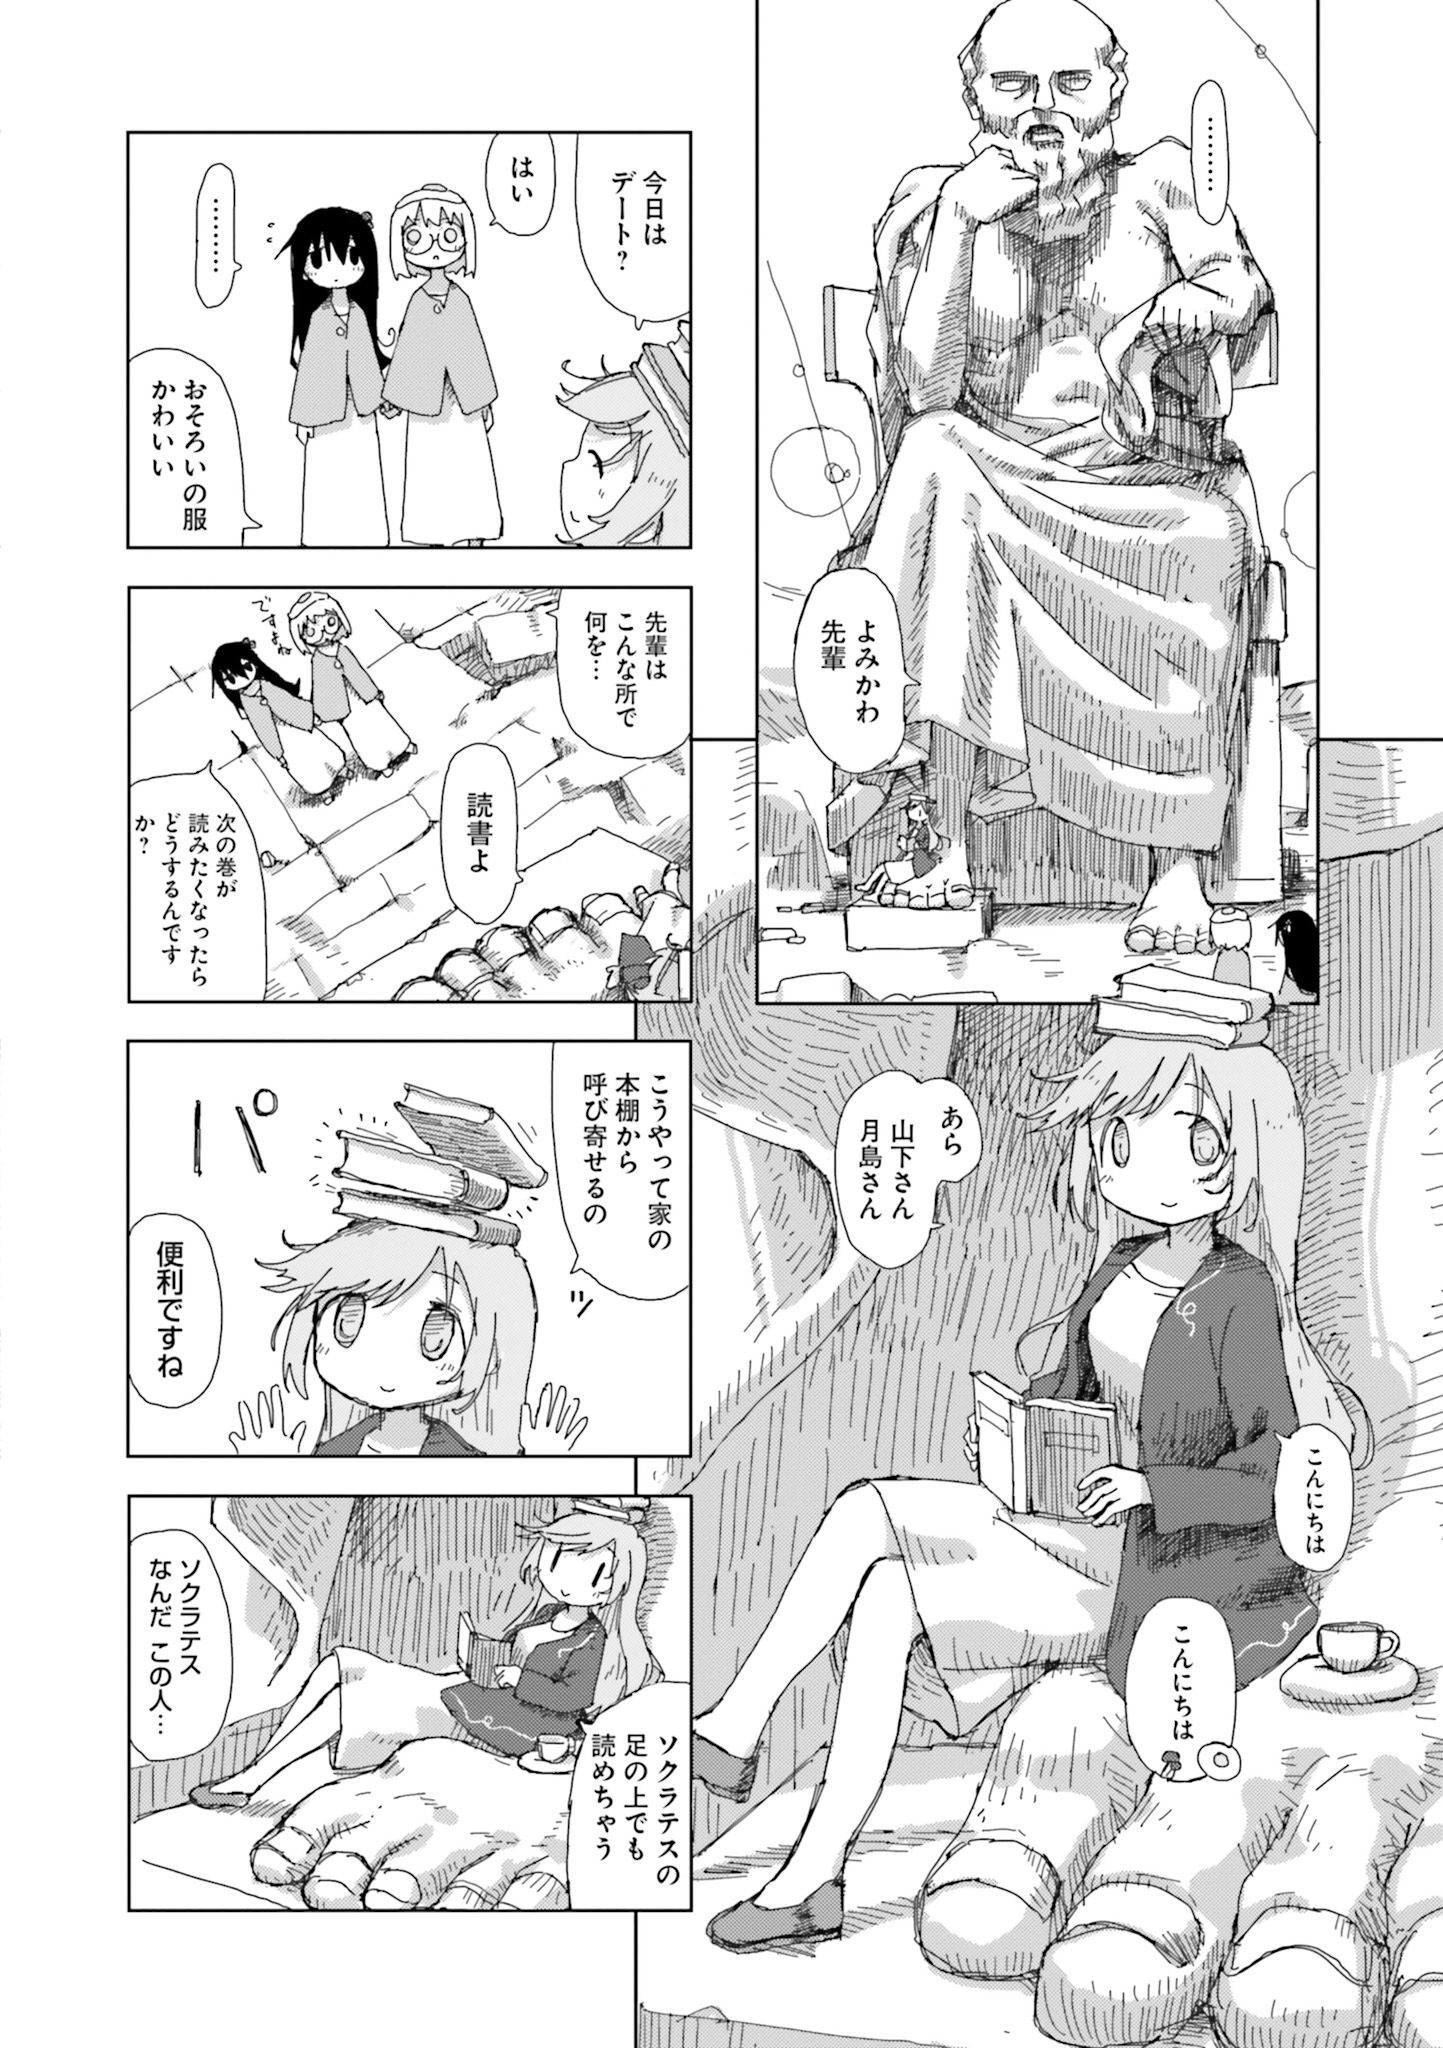 ………
よみかわ
先輩
あら
山下さん
月島さん
こんにちは
こんにちは
今日は
デート?
はい
………
おそろいの服
かわいい
先輩は
こんな所で
何を…
ですよね
読書よ
次の巻が
読みたくなったら
どうするんです
か?
こうやって家の
本棚から
呼び寄せるの
パッ
便利ですね
ソクラテスの
足の上でも
読めちゃう
ソクラテス
なんだ この人…